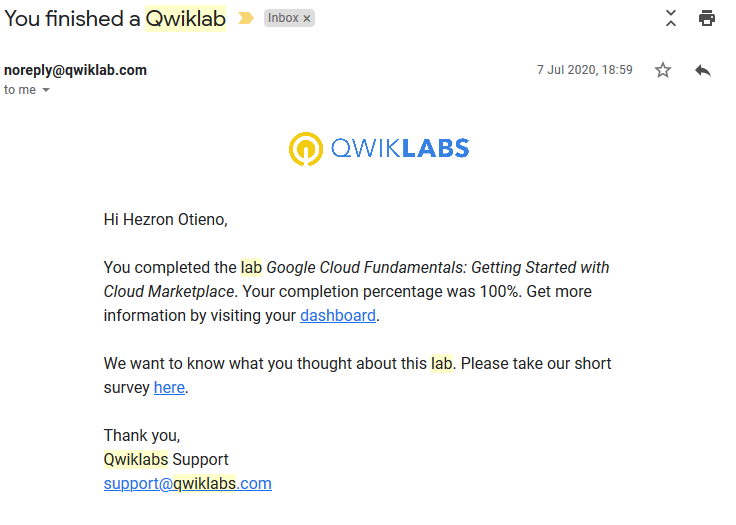 You finished a Qwiklab Inbox ×
noreply@qwiklab.com 7 Jul 2020, 18:59
to me
QWIKLABS
Hi Hezron Otieno,
You completed the lab Google Cloud Fundamentals: Getting Started with
Cloud Marketplace. Your completion percentage was 100%. Get more
information by visiting your dashboard.
We want to know what you thought about this lab. Please take our short
survey here.
Thank you,
Qwiklabs Support
support@qwiklabs.com